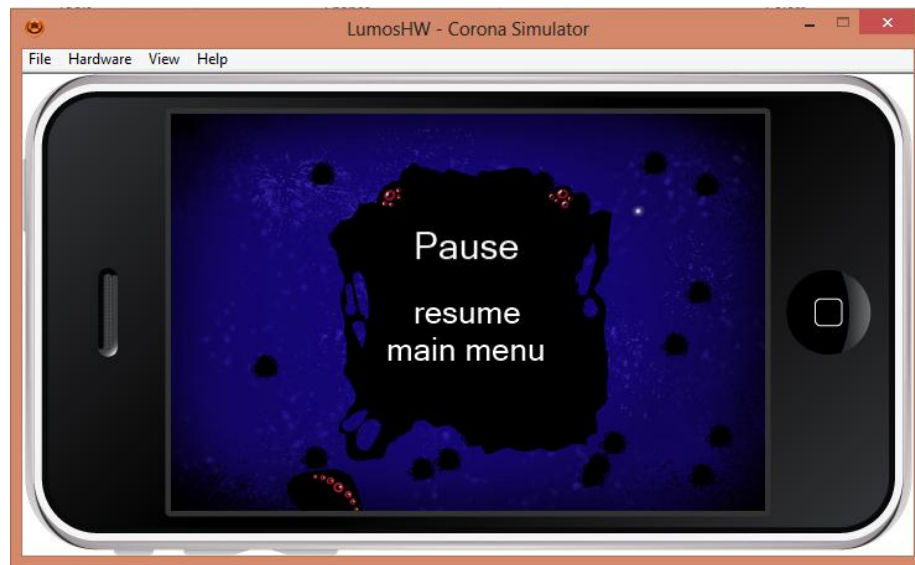 LumosHW - Corona Simulator
File Hardware View Help
Pause
resume
main menu